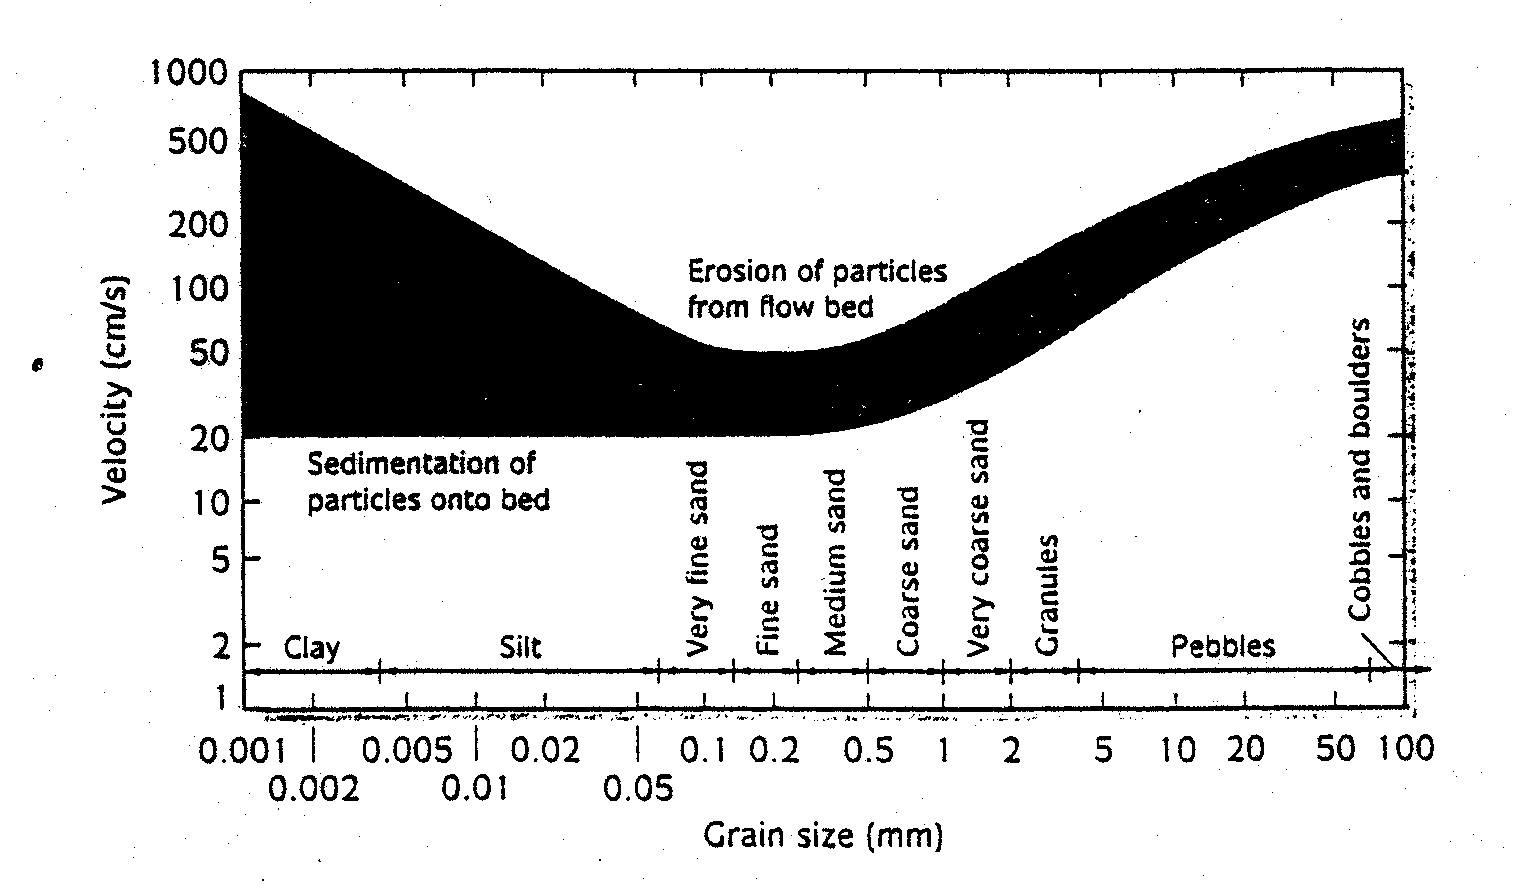 1000
500
200
100
50
20
10
5
2
1
Velocity (cm/s)
Erosion of particles
from flow bed
Sedimentation of
particles onto bed
Clay
Silt
Very fine sand
Fine sand
Medium sand
Coarse sand
Very coarse sand
Granules
Pebbles
Cobbles and boulders
0.001 0.005 0.02 0.1 0.2 0.5 1 2 5 10 20 50 100
0.002 0.01 0.05
Grain size (mm)